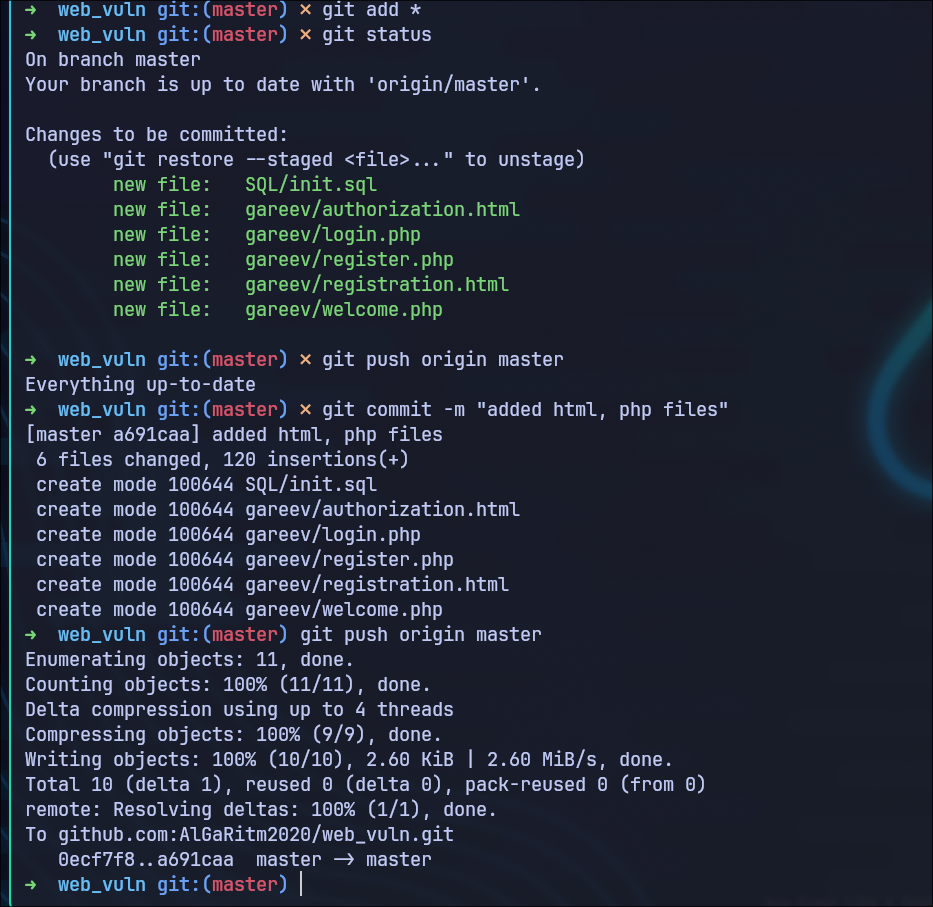 ➜  web_vuln git:(master) ✗ git add *
➜  web_vuln git:(master) ✗ git status
On branch master
Your branch is up to date with 'origin/master'.

Changes to be committed:
  (use "git restore --staged <file>..." to unstage)
        new file:   SQL/init.sql
        new file:   gareev/authorization.html
        new file:   gareev/login.php
        new file:   gareev/register.php
        new file:   gareev/registration.html
        new file:   gareev/welcome.php

➜  web_vuln git:(master) ✗ git push origin master
Everything up-to-date
➜  web_vuln git:(master) ✗ git commit -m "added html, php files"
[master a691caa] added html, php files
 6 files changed, 120 insertions(+)
 create mode 100644 SQL/init.sql
 create mode 100644 gareev/authorization.html
 create mode 100644 gareev/login.php
 create mode 100644 gareev/register.php
 create mode 100644 gareev/registration.html
 create mode 100644 gareev/welcome.php
➜  web_vuln git:(master) git push origin master
Enumerating objects: 11, done.
Counting objects: 100% (11/11), done.
Delta compression using up to 4 threads
Compressing objects: 100% (9/9), done.
Writing objects: 100% (10/10), 2.60 KiB | 2.60 MiB/s, done.
Total 10 (delta 1), reused 0 (delta 0), pack-reused 0 (from 0)
remote: Resolving deltas: 100% (1/1), done.
To github.com:AlGaRitm2020/web_vuln.git
   0ecf7f8..a691caa  master -> master
➜  web_vuln git:(master)